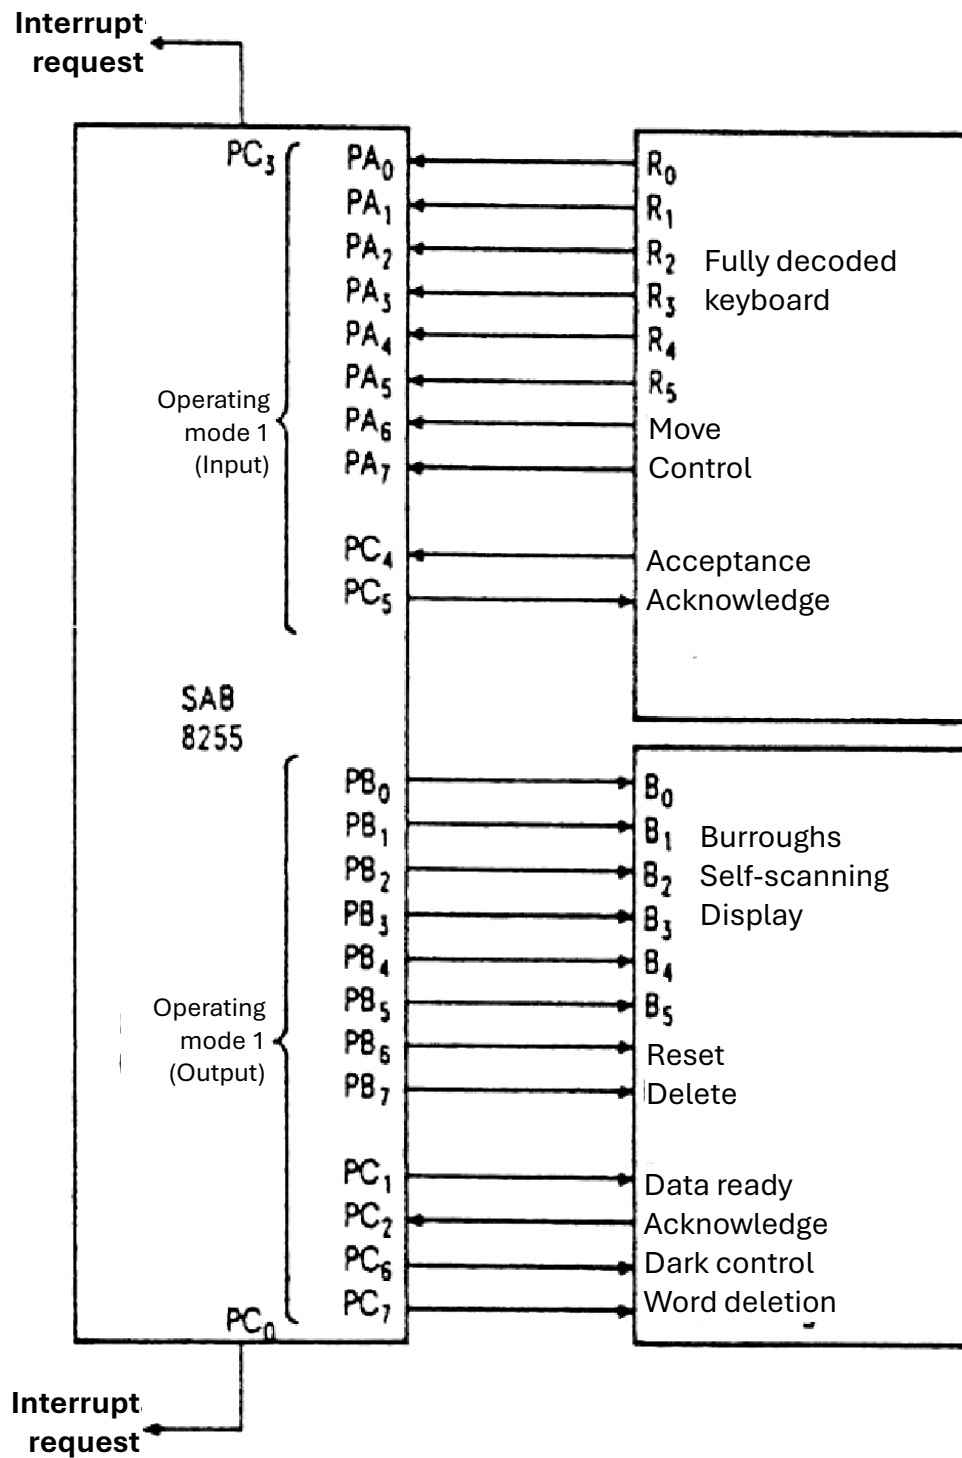 Interrupt
request
PC₃
PA₀
R₀
PA₁
R₁
PA₂
R₂
Fully decoded
keyboard
PA₃
R₃
PA₄
R₄
PA₅
R₅
Operating
mode 1
(Input)
PA₆
Move
PA₇
Control
PC₄
Acceptance
PC₅
Acknowledge
SAB
8255
PB₀
B₀
PB₁
B₁
Burroughs
Self-scanning
Display
PB₂
B₂
PB₃
B₃
PB₄
B₄
PB₅
B₅
Operating
mode 1
(Output)
PB₆
Reset
PB₇
Delete
PC₁
Data ready
PC₂
Acknowledge
PC₆
Dark control
PC₇
Word deletion
PC₀
Interrupt
request